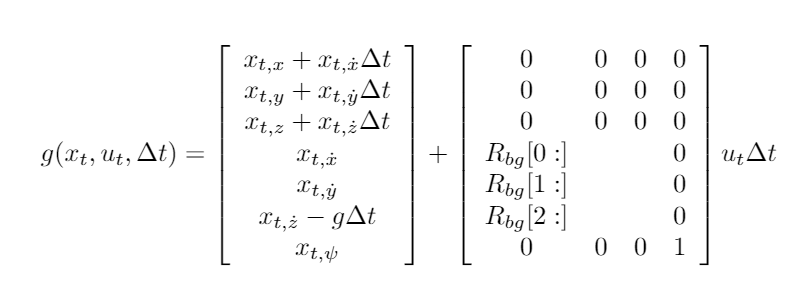 g(x_t, u_t, Δt) = [ x_{t,x} + x_{t,ẋ}Δt ; x_{t,y} + x_{t,ẏ}Δt ; x_{t,z} + x_{t,ż}Δt ; x_{t,ẋ} ; x_{t,ẏ} ; x_{t,ż} − gΔt ; x_{t,ψ} ] + [ 0 0 0 0 ; 0 0 0 0 ; 0 0 0 0 ; R_{bg}[0 :] 0 ; R_{bg}[1 :] 0 ; R_{bg}[2 :] 0 ; 0 0 0 1 ] u_tΔt